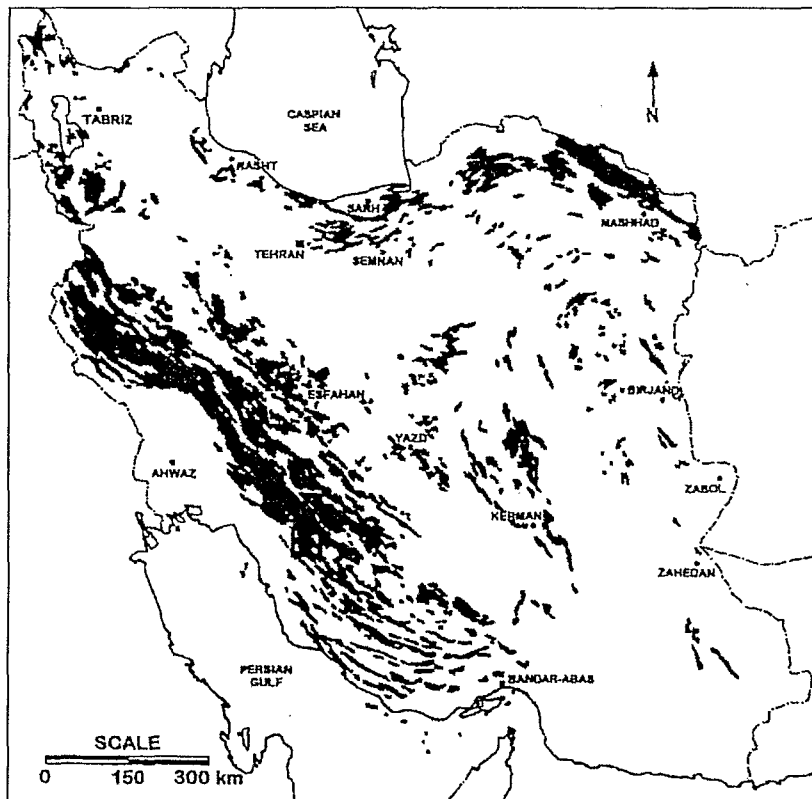 CASPIAN
SEA
N
TABRIZ
RASHT
SARH
MASHHAD
TEHRAN
SEMNAN
ESFAHAN
BIRJAND
YAZD
AHWAZ
ZABOL
KERMAN
ZAHEDAN
PERSIAN
GULF
BANDAR-ABAS
SCALE
0 150 300 km